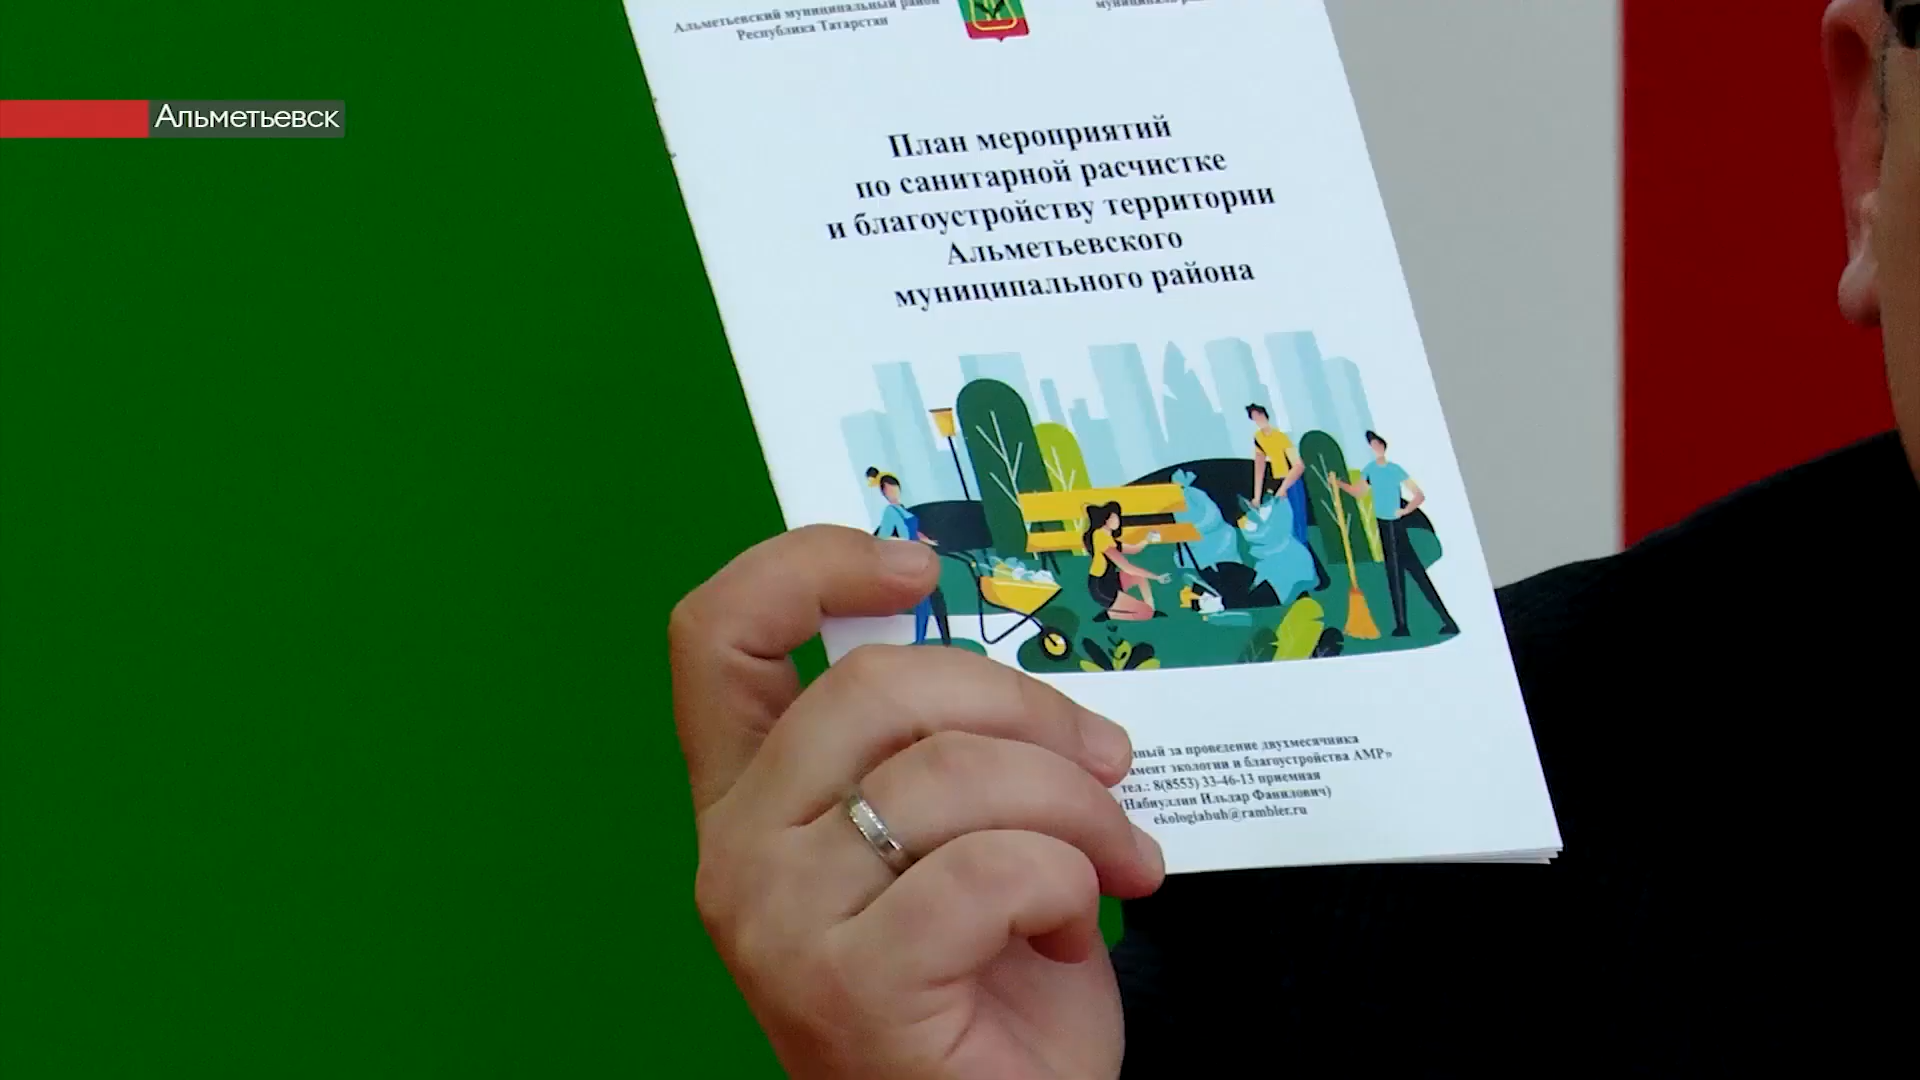 Альметьевский муниципальный район
Республика Татарстан
Альметьевск
План мероприятий
по санитарной расчистке
и благоустройству территории
Альметьевского
муниципального района
за проведение двухмесячника
экологии и благоустройства АМР»
тел.: 8(8553) 33-46-13 приемная
(Набиуллин Ильдар Фанилович)
ekologiabuh@rambler.ru